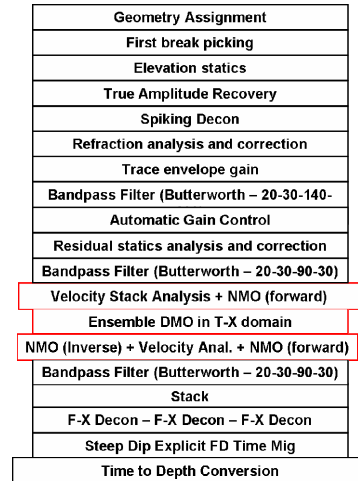 Geometry Assignment
First break picking
Elevation statics
True Amplitude Recovery
Spiking Decon
Refraction analysis and correction
Trace envelope gain
Bandpass Filter (Butterworth – 20-30-140-
Automatic Gain Control
Residual statics analysis and correction
Bandpass Filter (Butterworth – 20-30-90-30)
Velocity Stack Analysis + NMO (forward)
Ensemble DMO in T-X domain
NMO (Inverse) + Velocity Anal. + NMO (forward)
Bandpass Filter (Butterworth – 20-30-90-30)
Stack
F-X Decon – F-X Decon – F-X Decon
Steep Dip Explicit FD Time Mig
Time to Depth Conversion